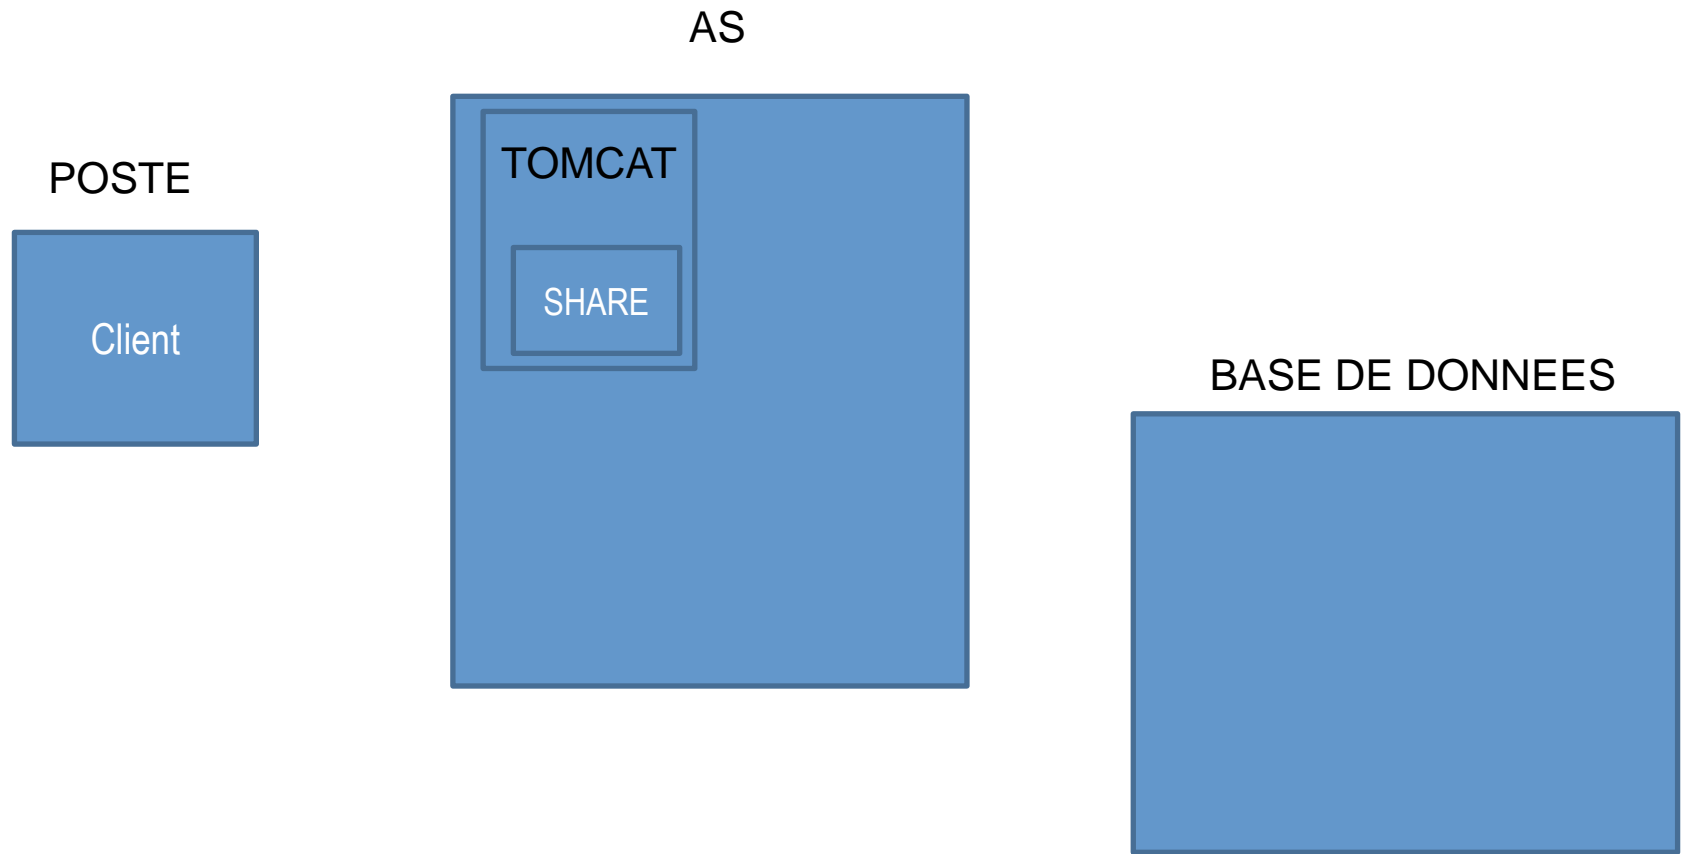 AS
POSTE
TOMCAT
SHARE
Client
BASE DE DONNEES